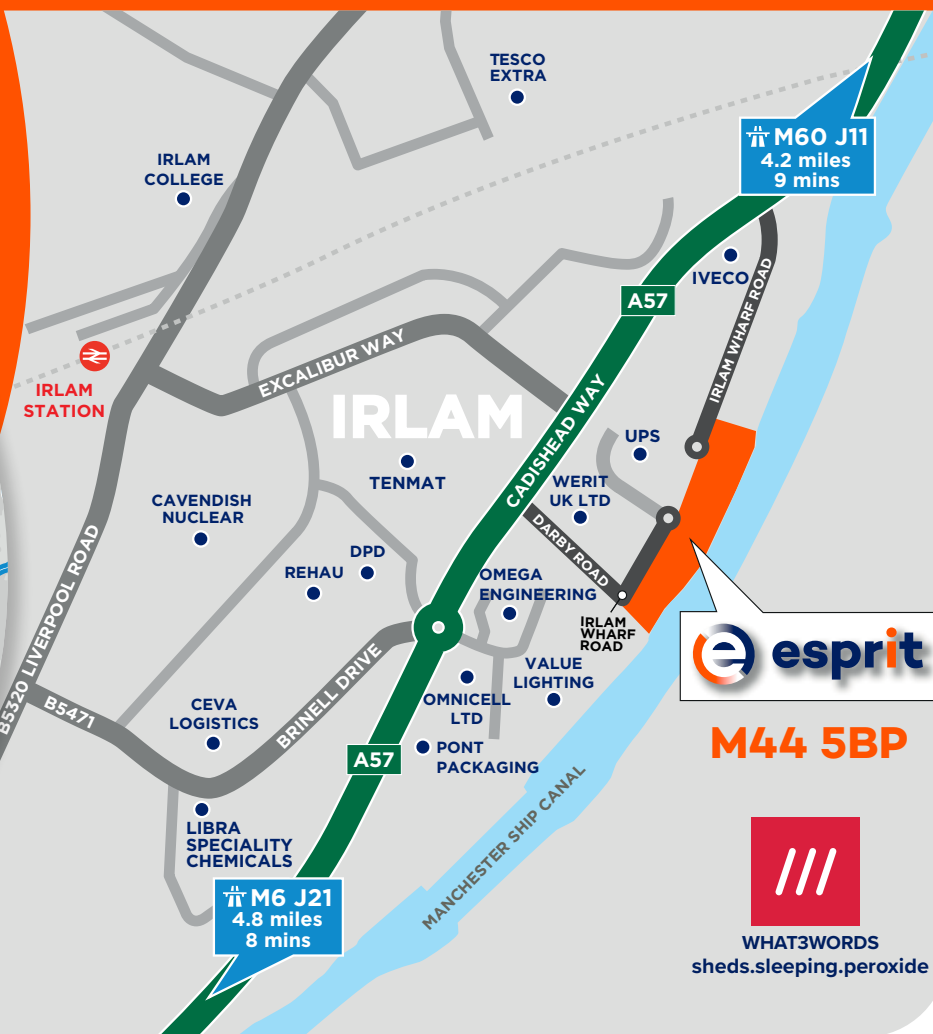 TESCO
EXTRA
M60 J11
4.2 miles
9 mins
IRLAM
COLLEGE
IVECO
IRLAM WHARF ROAD
A57
EXCALIBUR WAY
IRLAM
STATION
IRLAM
CADISHEAD WAY
UPS
TENMAT
WERIT
UK LTD
CAVENDISH
NUCLEAR
DARBY ROAD
DPD
REHAU
OMEGA
ENGINEERING
B5320 LIVERPOOL ROAD
IRLAM
WHARF
ROAD
esprit
BRINELL DRIVE
VALUE
LIGHTING
B5471
CEVA
LOGISTICS
OMNICELL
LTD
M44 5BP
A57
PONT
PACKAGING
MANCHESTER SHIP CANAL
LIBRA
SPECIALITY
CHEMICALS
M6 J21
4.8 miles
8 mins
WHAT3WORDS
sheds.sleeping.peroxide